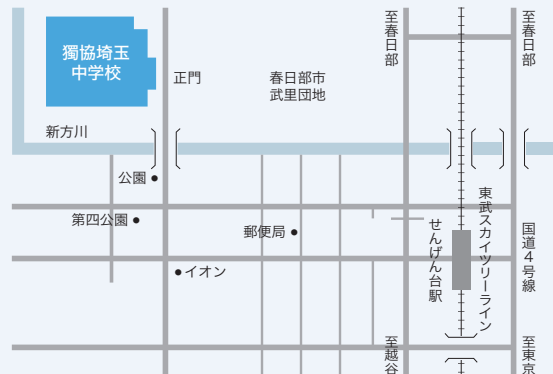 獨協埼玉
中学校
正門
春日部市
武里団地
至春日部
至春日部
新方川
公園
第四公園
郵便局
イオン
せんげん台駅
東武スカイツリーライン
国道4号線
至越谷
至東京